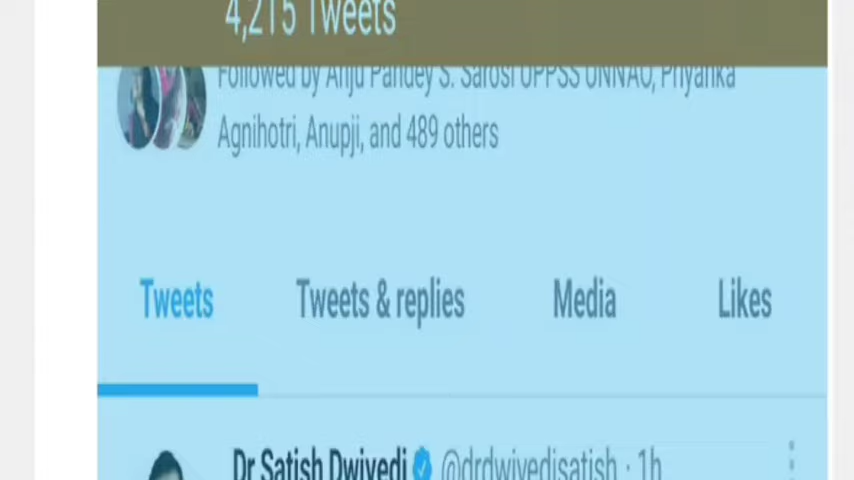 4,215 Tweets
Followed by Anju Pandey S. Sarosi UPPSS UNNAO, Priyanka
Agnihotri, Anupji, and 489 others
Tweets Tweets & replies Media Likes
Dr Satish Dwivedi @drdwivedisatish · 1h